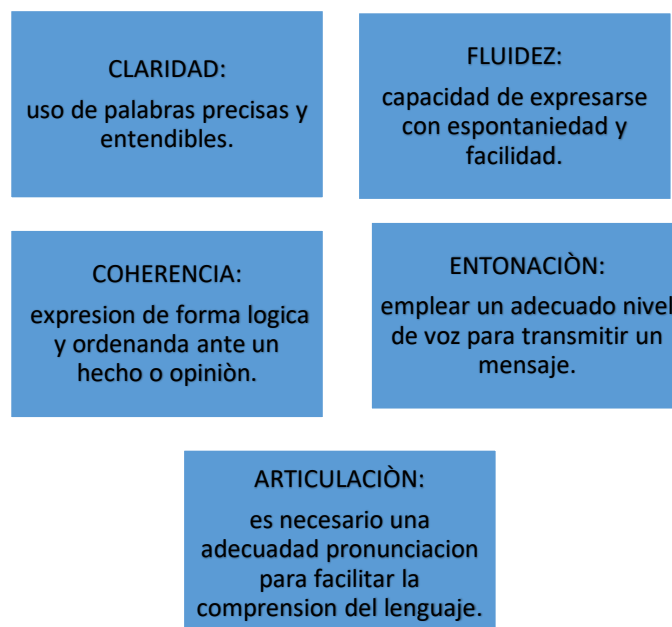 CLARIDAD:
uso de palabras precisas y
entendibles.
FLUIDEZ:
capacidad de expresarse
con espontaniedad y
facilidad.
COHERENCIA:
expresion de forma logica
y ordenanda ante un
hecho o opiniòn.
ENTONACIÒN:
emplear un adecuado nivel
de voz para transmitir un
mensaje.
ARTICULACIÒN:
es necesario una
adecuadad pronunciacion
para facilitar la
comprension del lenguaje.